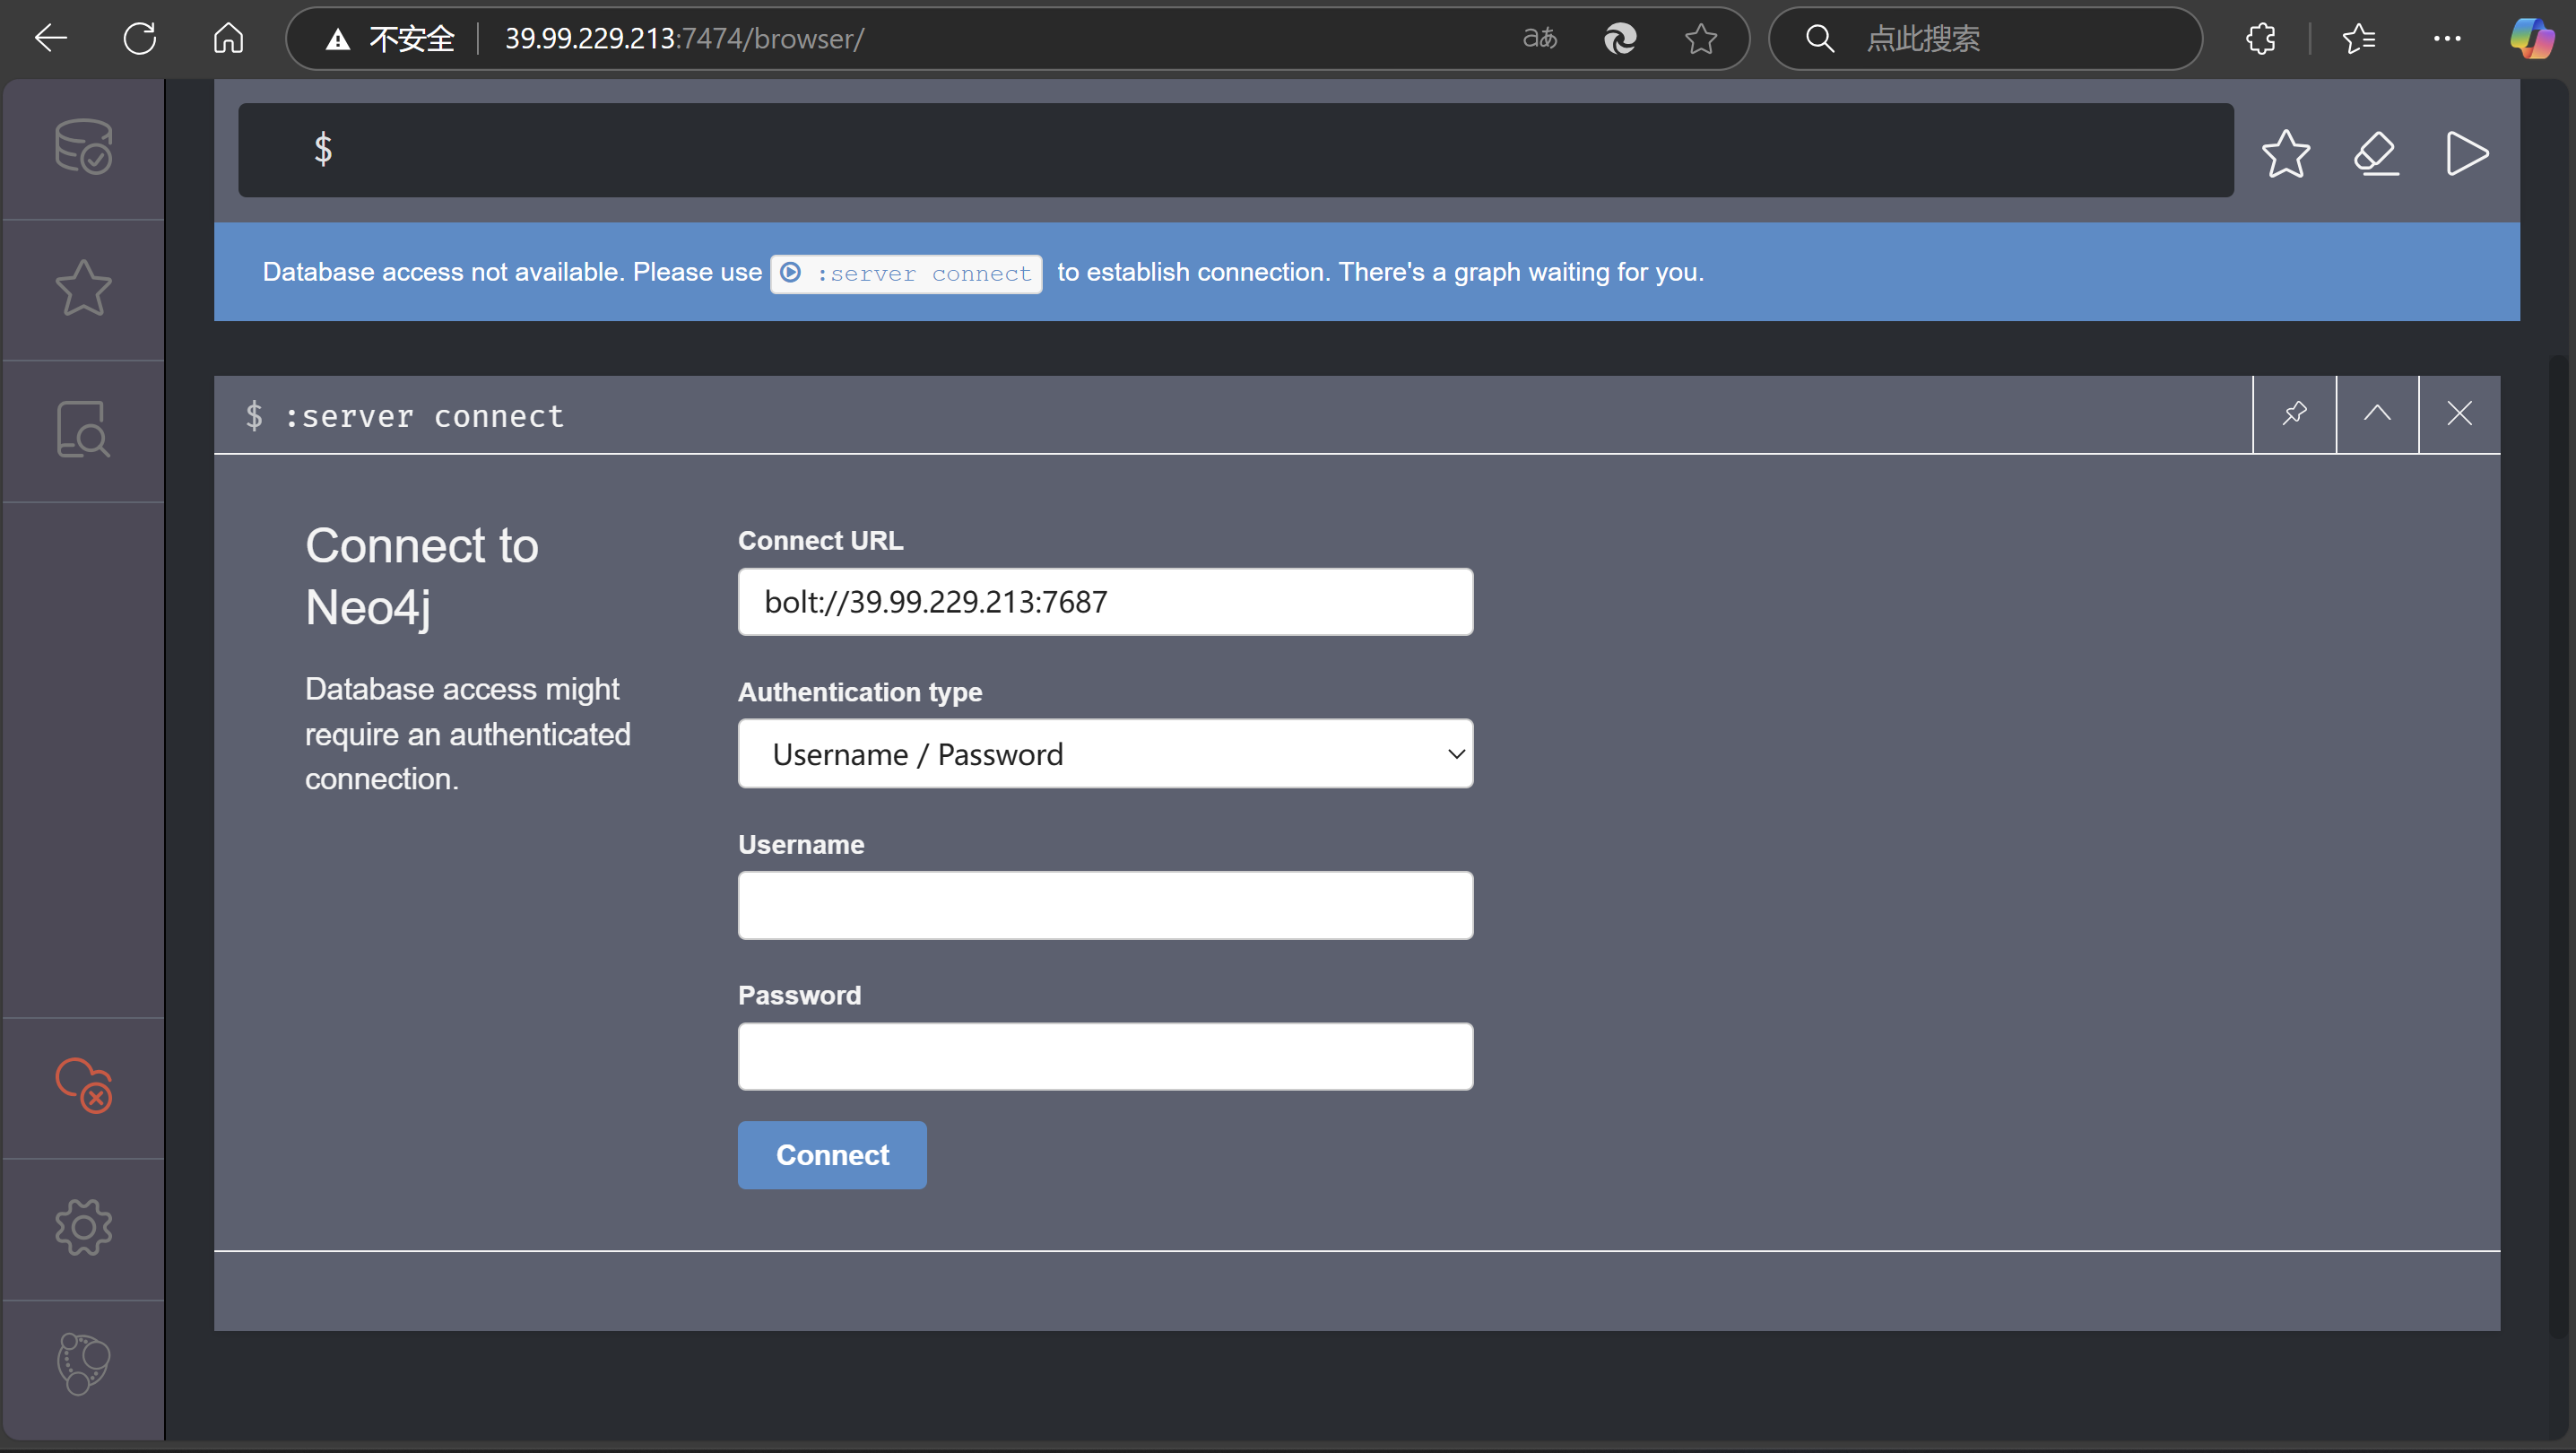 不安全
39.99.229.213:7474/browser/
aあ
点此搜索
$
Database access not available. Please use :server connect to establish connection. There's a graph waiting for you.
$ :server connect
Connect to
Neo4j
Database access might
require an authenticated
connection.
Connect URL
bolt://39.99.229.213:7687
Authentication type
Username / Password
Username
Password
Connect